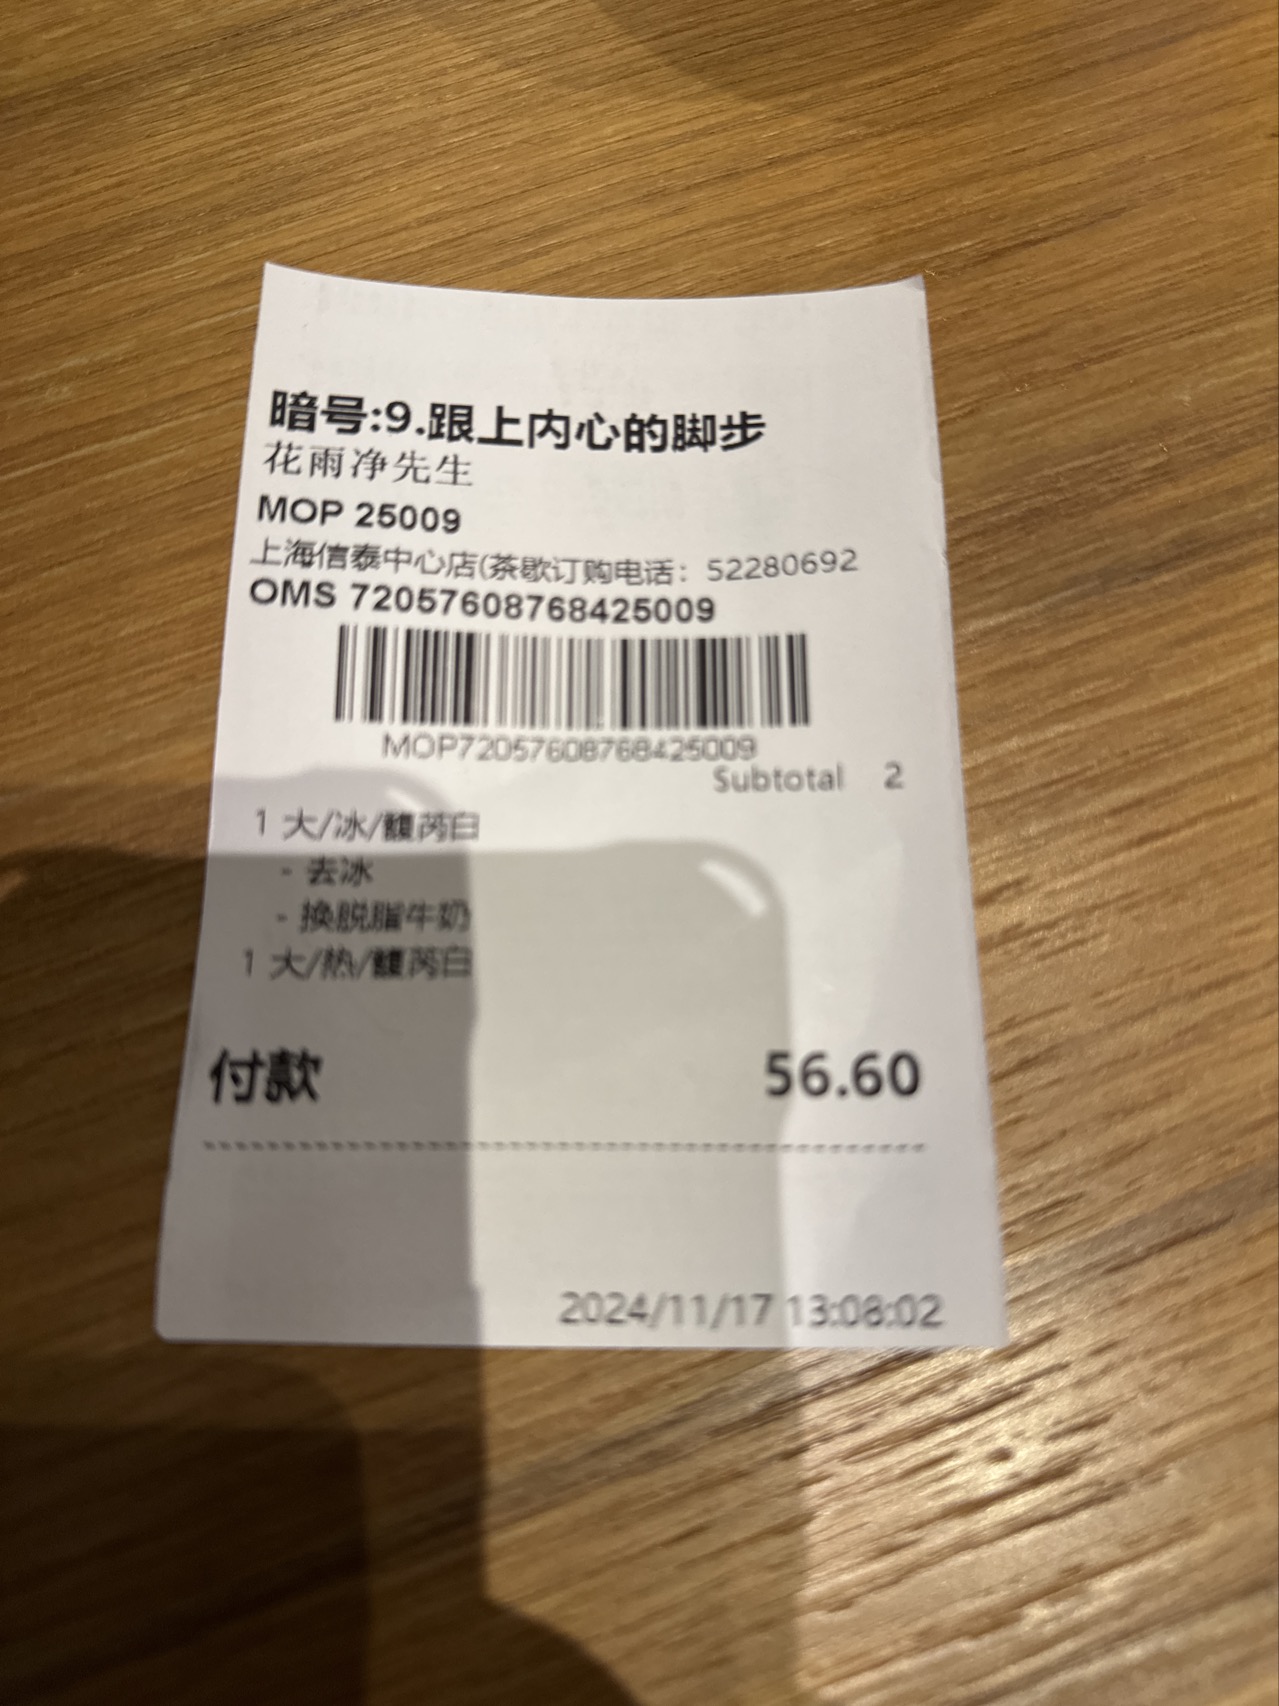 暗号:9.跟上内心的脚步
花雨净先生
MOP 25009
上海信泰中心店(茶歇订购电话：52280692
OMS 72057608768425009
MOP72057608768425009
Subtotal 2
1 大/冰/馥芮白
- 去冰
- 换脱脂牛奶
1 大/热/馥芮白
付款 56.60
2024/11/17 13:08:02